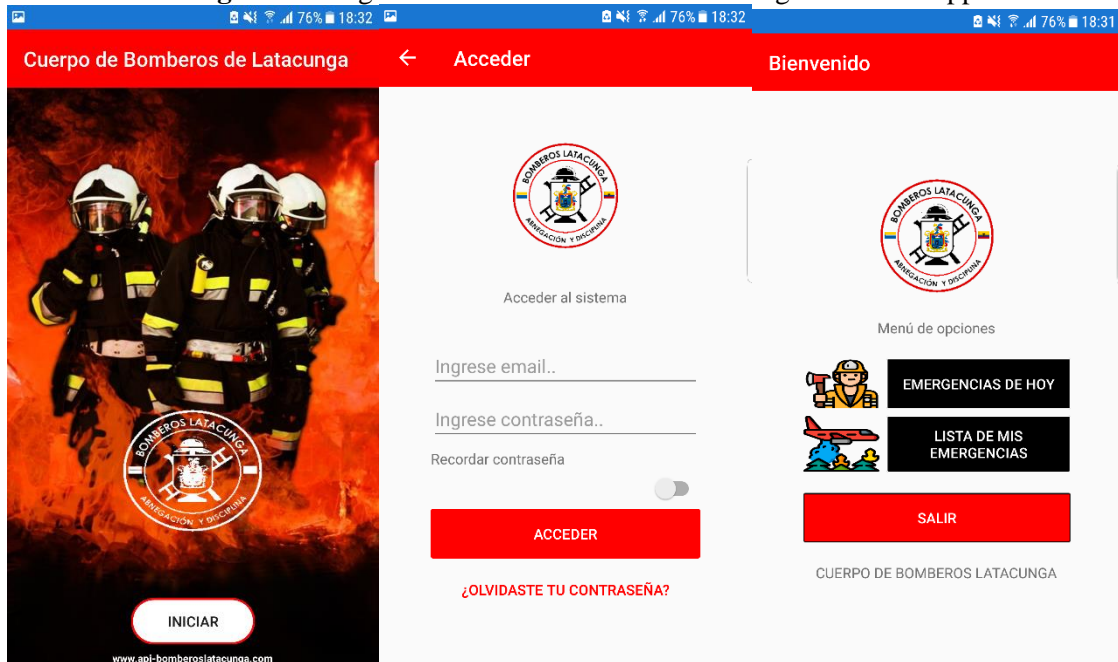 76% 18:32
Cuerpo de Bomberos de Latacunga
BOMBEROS LATACUNGA
ABNEGACIÓN Y DISCIPLINA
INICIAR
www.api-bomberoslatacunga.com
76% 18:32
Acceder
BOMBEROS LATACUNGA
ABNEGACIÓN Y DISCIPLINA
Acceder al sistema
Ingrese email..
Ingrese contraseña..
Recordar contraseña
ACCEDER
¿OLVIDASTE TU CONTRASEÑA?
76% 18:31
Bienvenido
BOMBEROS LATACUNGA
ABNEGACIÓN Y DISCIPLINA
Menú de opciones
EMERGENCIAS DE HOY
LISTA DE MIS
EMERGENCIAS
SALIR
CUERPO DE BOMBEROS LATACUNGA